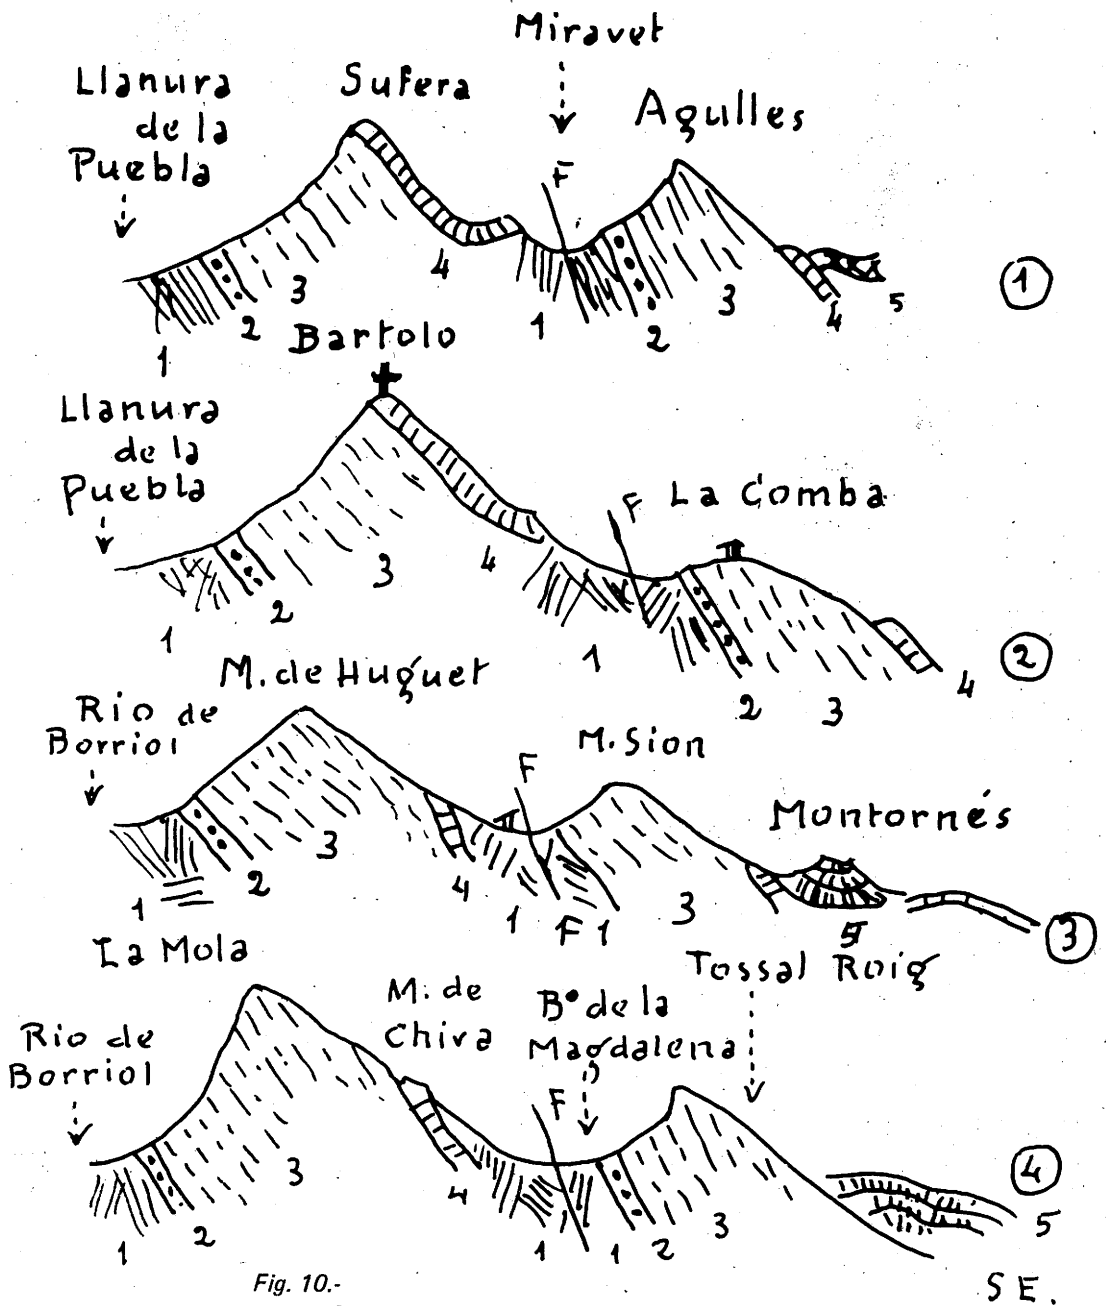 Miravet
Llanura
de la
Puebla
Sufera
Agulles
F
1
2
3
4
1
2
3
4
5
1
Bartolo
Llanura
de la
Puebla
F
La Comba
1
2
3
4
1
2
3
4
2
M. de Huguet
Rio de
Borriol
F
M. Sion
Montornés
1
2
3
4
1
F
1
3
5
3
La Mola
Rio de
Borriol
M. de
Chiva
Bº de la
Magdalena
Tossal Roig
F
1
2
3
4
1
1
2
3
5
4
Fig. 10.-
SE.